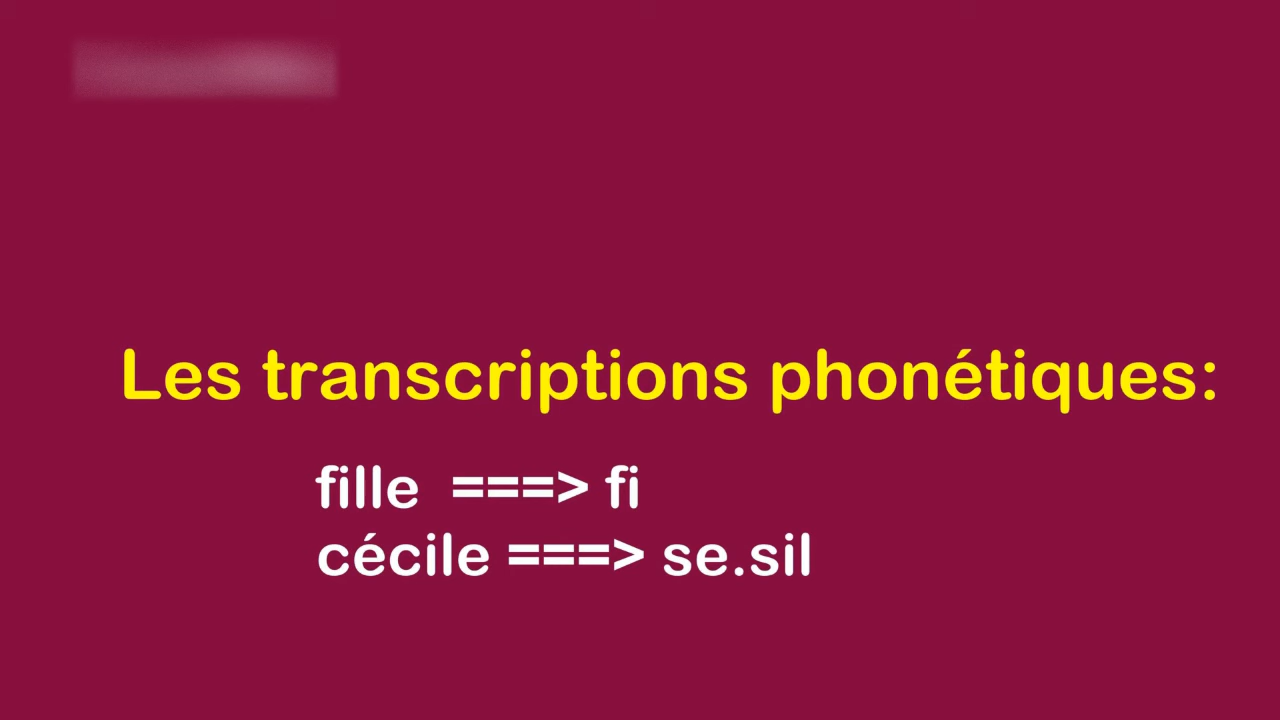 Les transcriptions phonétiques:
fille ===> fi
cécile ===> se.sil